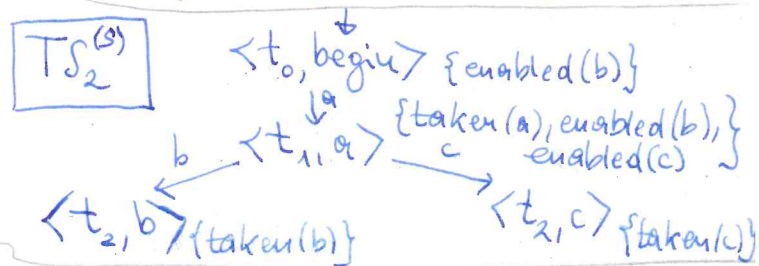 TS₂⁽ˢ⁾
<t₀, begin> {enabled(b)}
a
<t₁, a> {taken(a), enabled(b), enabled(c)}
b c
<t₂, b> {taken(b)} <t₂, c> {taken(c)}